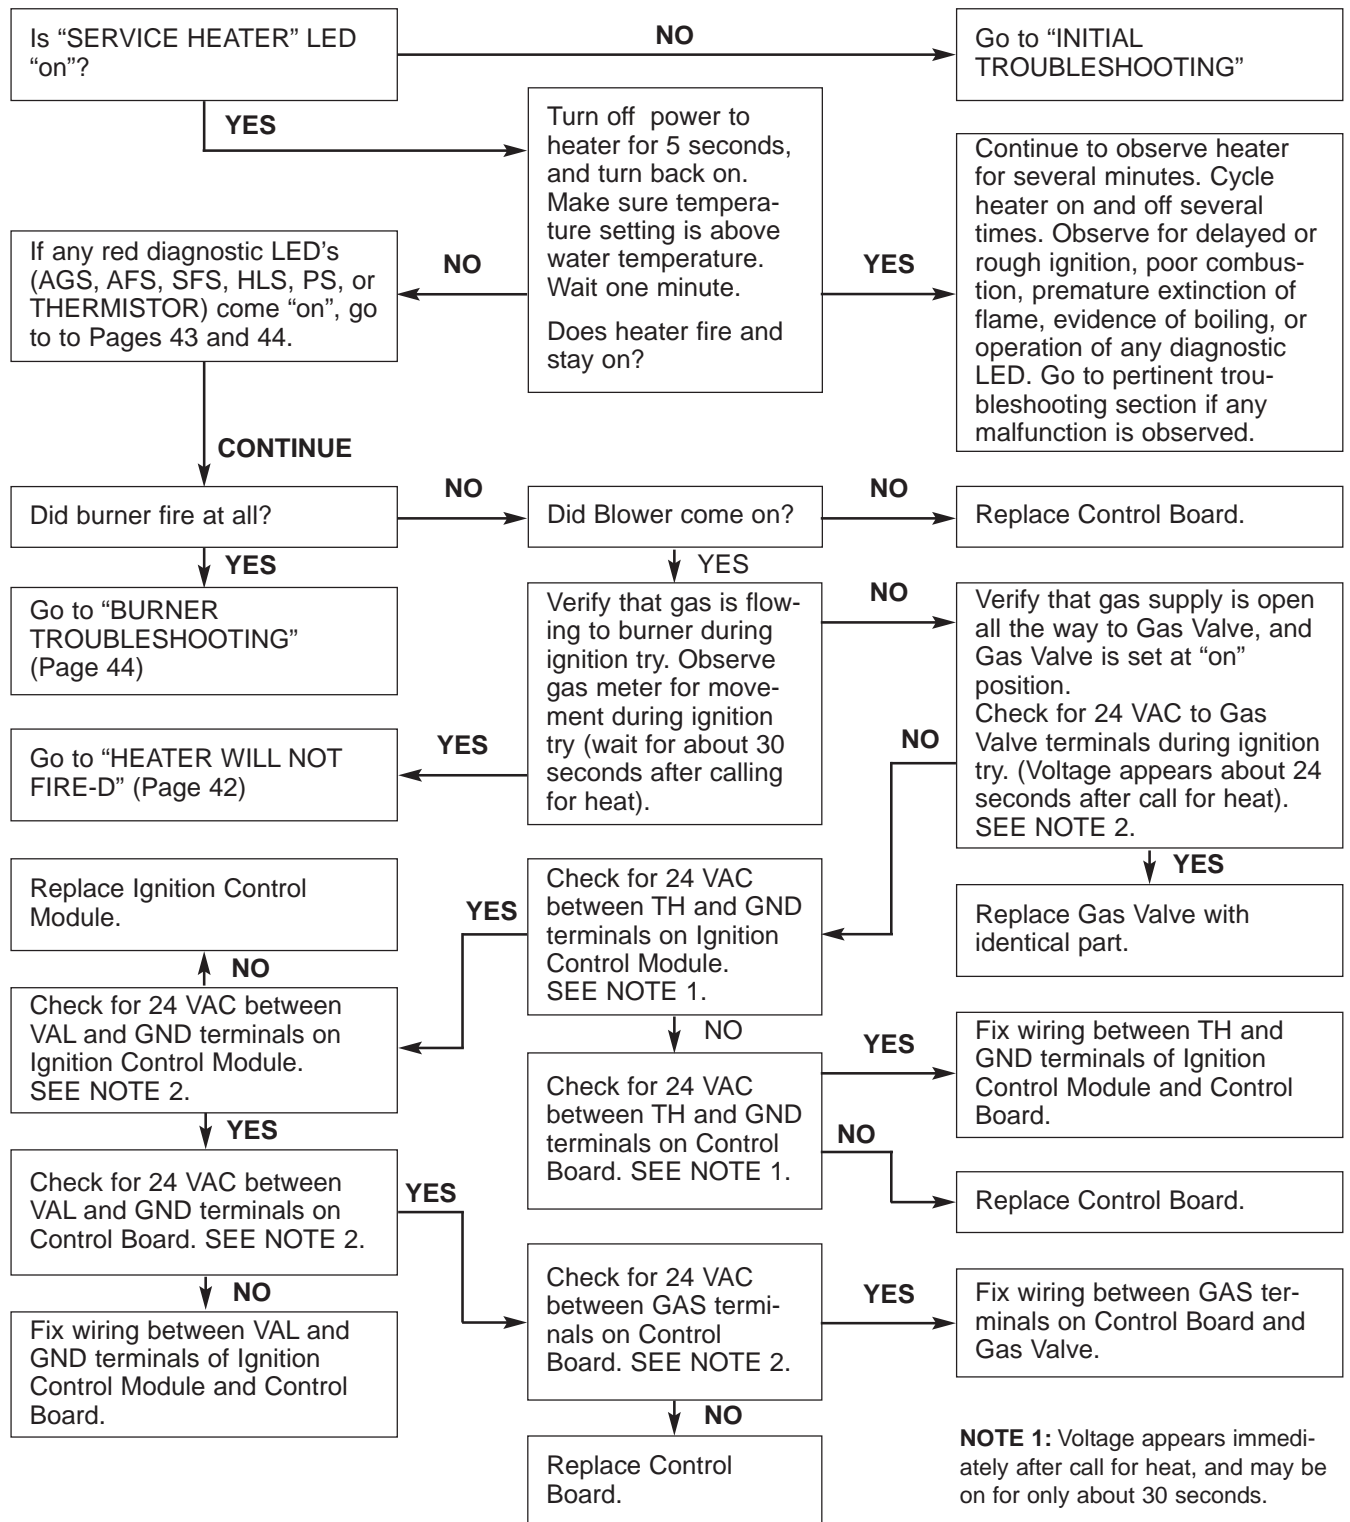 Is “SERVICE HEATER” LED
“on”?
NO
Go to “INITIAL
TROUBLESHOOTING”
YES
Turn off  power to
heater for 5 seconds,
and turn back on.
Make sure tempera-
ture setting is above
water temperature.
Wait one minute.
Does heater fire and
stay on?
YES
Continue to observe heater
for several minutes. Cycle
heater on and off several
times. Observe for delayed or
rough ignition, poor combus-
tion, premature extinction of
flame, evidence of boiling, or
operation of any diagnostic
LED. Go to pertinent trou-
bleshooting section if any
malfunction is observed.
NO
If any red diagnostic LED’s
(AGS, AFS, SFS, HLS, PS, or
THERMISTOR) come “on”, go
to to Pages 43 and 44.
CONTINUE
Did burner fire at all?
NO
Did Blower come on?
NO
Replace Control Board.
YES
Go to “BURNER
TROUBLESHOOTING”
(Page 44)
YES
Verify that gas is flow-
ing to burner during
ignition try. Observe
gas meter for move-
ment during ignition
try (wait for about 30
seconds after calling
for heat).
NO
Verify that gas supply is open
all the way to Gas Valve, and
Gas Valve is set at “on”
position.
Check for 24 VAC to Gas
Valve terminals during ignition
try. (Voltage appears about 24
seconds after call for heat).
SEE NOTE 2.
YES
Go to “HEATER WILL NOT
FIRE-D” (Page 42)
NO
YES
Replace Gas Valve with
identical part.
Check for 24 VAC
between TH and GND
terminals on Ignition
Control Module.
SEE NOTE 1.
YES
Replace Ignition Control
Module.
NO
Check for 24 VAC between
VAL and GND terminals on
Ignition Control Module.
SEE NOTE 2.
NO
Check for 24 VAC
between TH and GND
terminals on Control
Board. SEE NOTE 1.
YES
Fix wiring between TH and
GND terminals of Ignition
Control Module and Control
Board.
NO
Replace Control Board.
YES
Check for 24 VAC between
VAL and GND terminals on
Control Board. SEE NOTE 2.
YES
Check for 24 VAC
between GAS termi-
nals on Control
Board. SEE NOTE 2.
YES
Fix wiring between GAS ter-
minals on Control Board and
Gas Valve.
NO
Fix wiring between VAL and
GND terminals of Ignition
Control Module and Control
Board.
NO
Replace Control
Board.
NOTE 1: Voltage appears immedi-
ately after call for heat, and may be
on for only about 30 seconds.